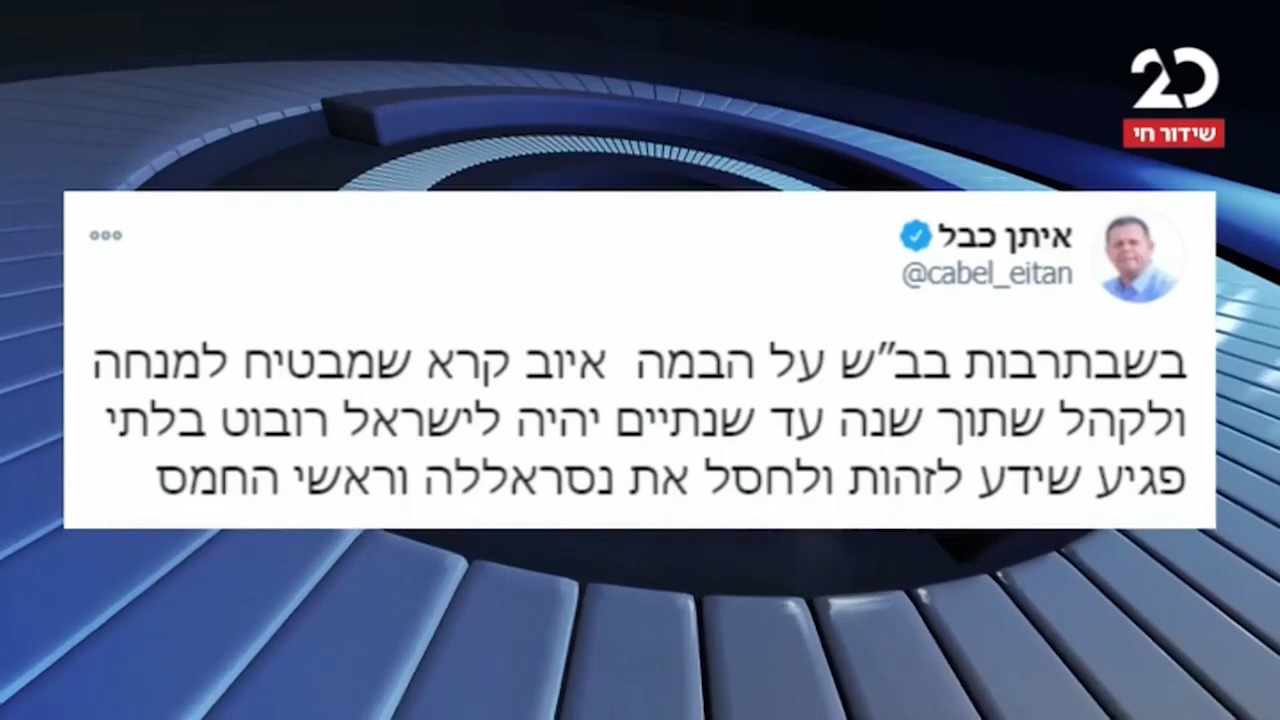 20
שידור חי
איתן כבל
@cabel_eitan
בשבתרבות בב"ש על הבמה איוב קרא שמבטיח למנחה
ולקהל שתוך שנה עד שנתיים יהיה לישראל רובוט בלתי
פגיע שידע לזהות ולחסל את נסראללה וראשי החמס